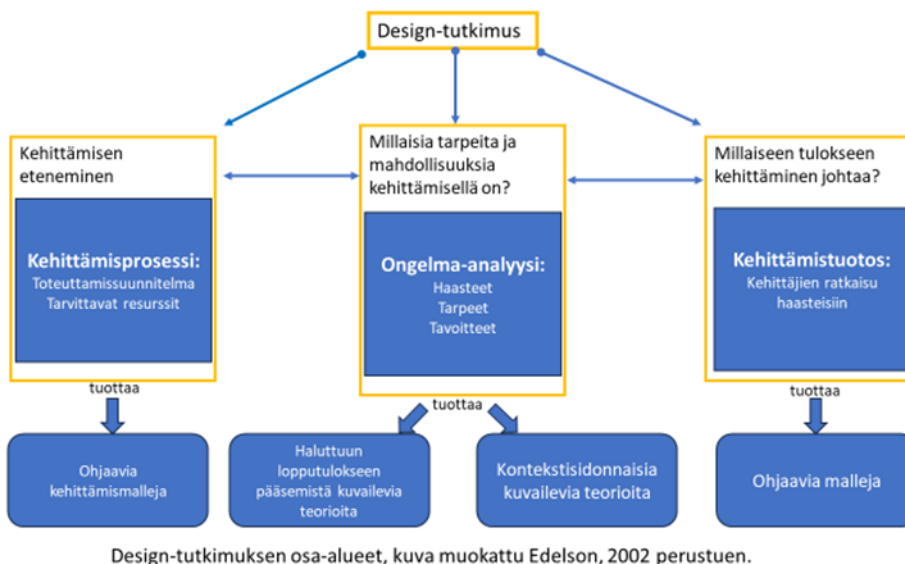 Design-tutkimus
Kehittämisen
eteneminen
Kehittämisprosessi:
Toteuttamissuunnitelma
Tarvittavat resurssit
Millaisia tarpeita ja
mahdollisuuksia
kehittämisellä on?
Ongelma-analyysi:
Haasteet
Tarpeet
Tavoitteet
Millaiseen tulokseen
kehittäminen johtaa?
Kehittämistuotos:
Kehittäjien ratkaisu
haasteisiin
tuottaa
tuottaa
tuottaa
Ohjaavia
kehittämismalleja
Haluttuun
lopputulokseen
pääsemistä kuvailevia
teorioita
Kontekstisidonnaisia
kuvailevia teorioita
Ohjaavia malleja
Design-tutkimuksen osa-alueet, kuva muokattu Edelson, 2002 perustuen.